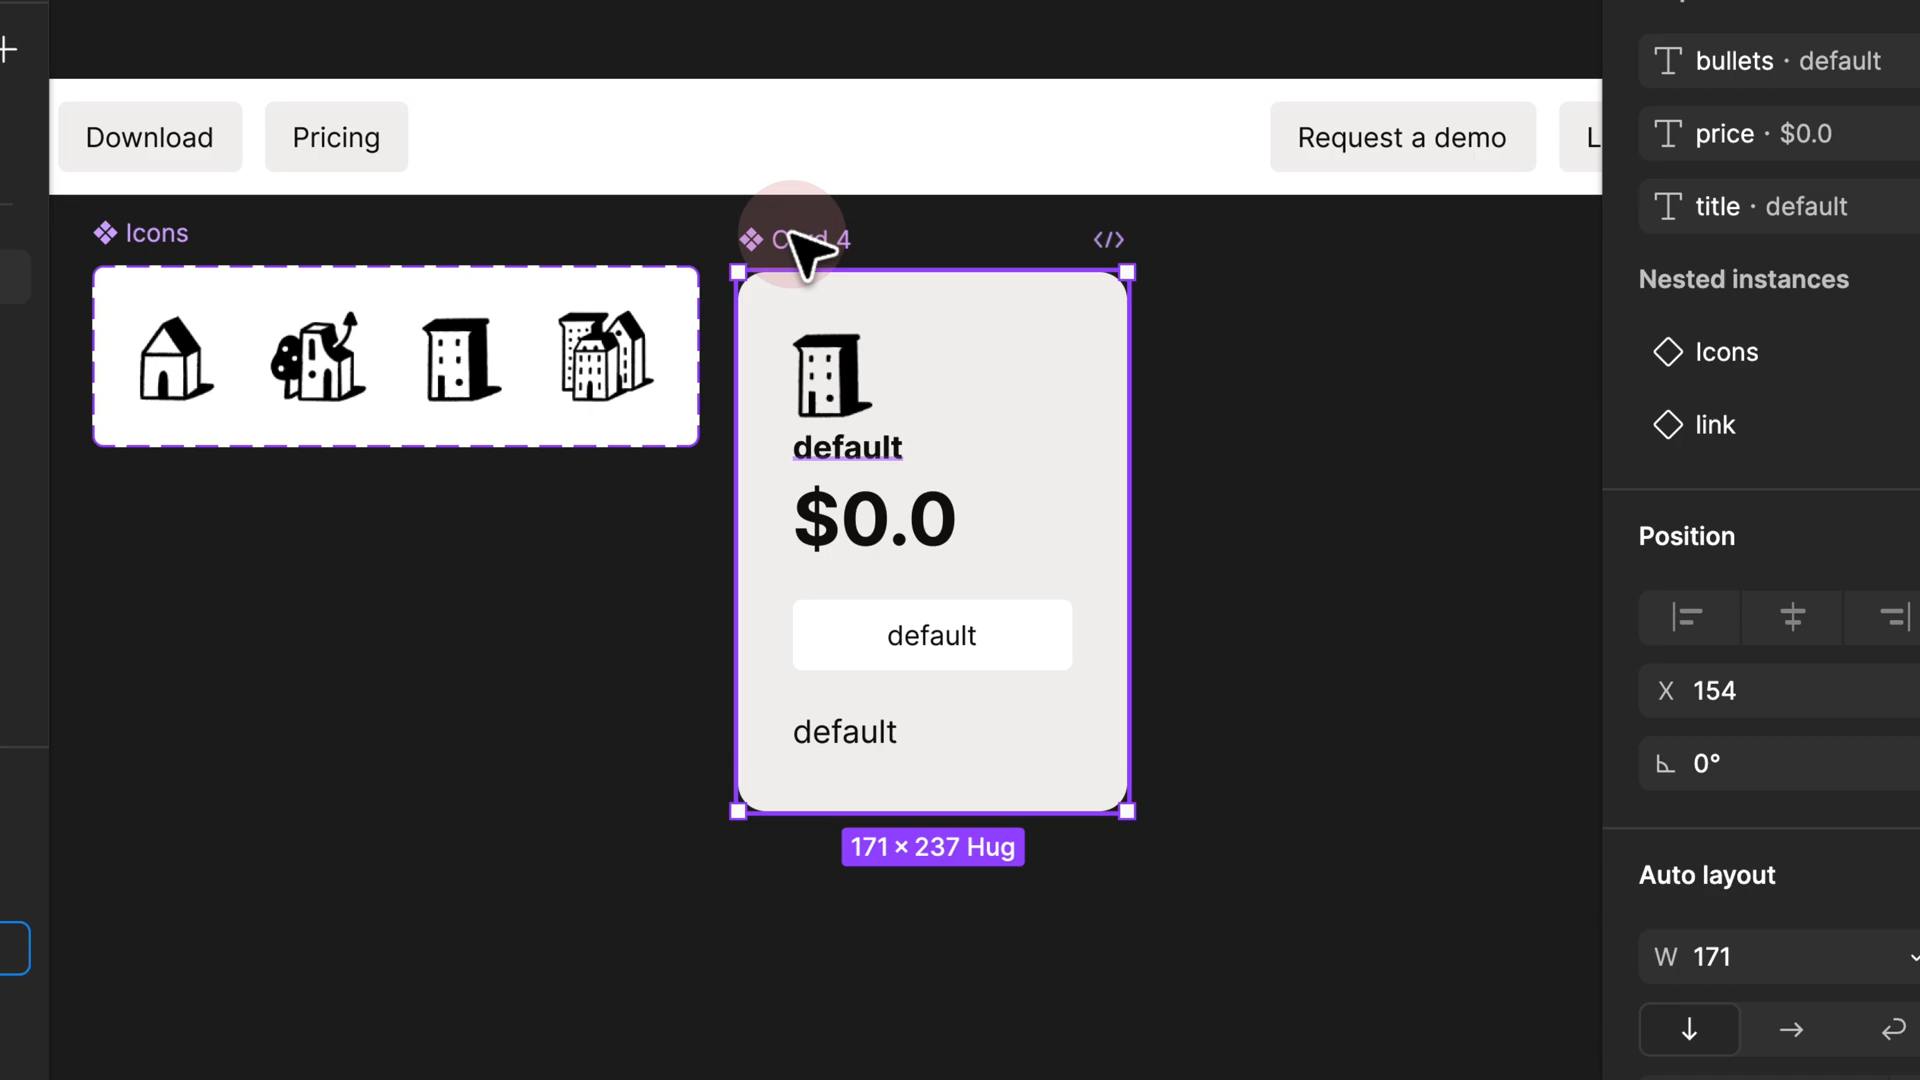 Download
Pricing
Request a demo
L
Icons
4
</>
default
$0.0
default
default
171 × 237 Hug
bullets · default
price · $0.0
title · default
Nested instances
Icons
link
Position
X 154
0°
Auto layout
W 171